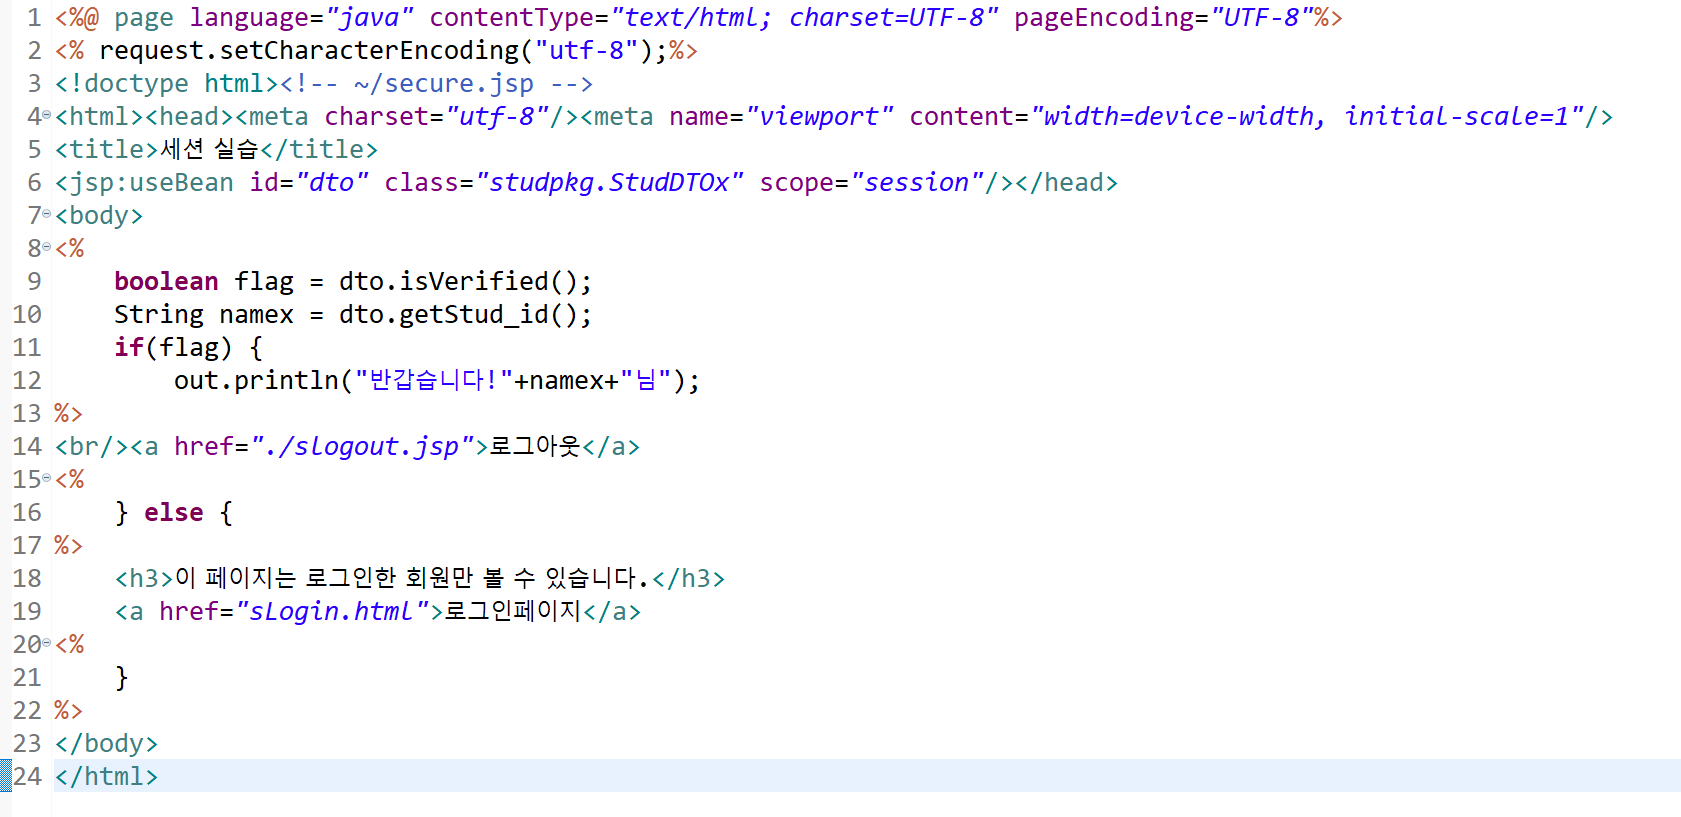 1 <%@ page language="java" contentType="text/html; charset=UTF-8" pageEncoding="UTF-8"%>
2 <% request.setCharacterEncoding("utf-8");%>
3 <!doctype html><!-- ~/secure.jsp -->
4 <html><head><meta charset="utf-8"/><meta name="viewport" content="width=device-width, initial-scale=1"/>
5 <title>세션 실습</title>
6 <jsp:useBean id="dto" class="studpkg.StudDTOx" scope="session"/></head>
7 <body>
8 <%
9     boolean flag = dto.isVerified();
10     String namex = dto.getStud_id();
11     if(flag) {
12         out.println("반갑습니다!"+namex+"님");
13 %>
14 <br/><a href="./slogout.jsp">로그아웃</a>
15 <%
16     } else {
17 %>
18     <h3>이 페이지는 로그인한 회원만 볼 수 있습니다.</h3>
19     <a href="sLogin.html">로그인페이지</a>
20 <%
21     }
22 %>
23 </body>
24 </html>